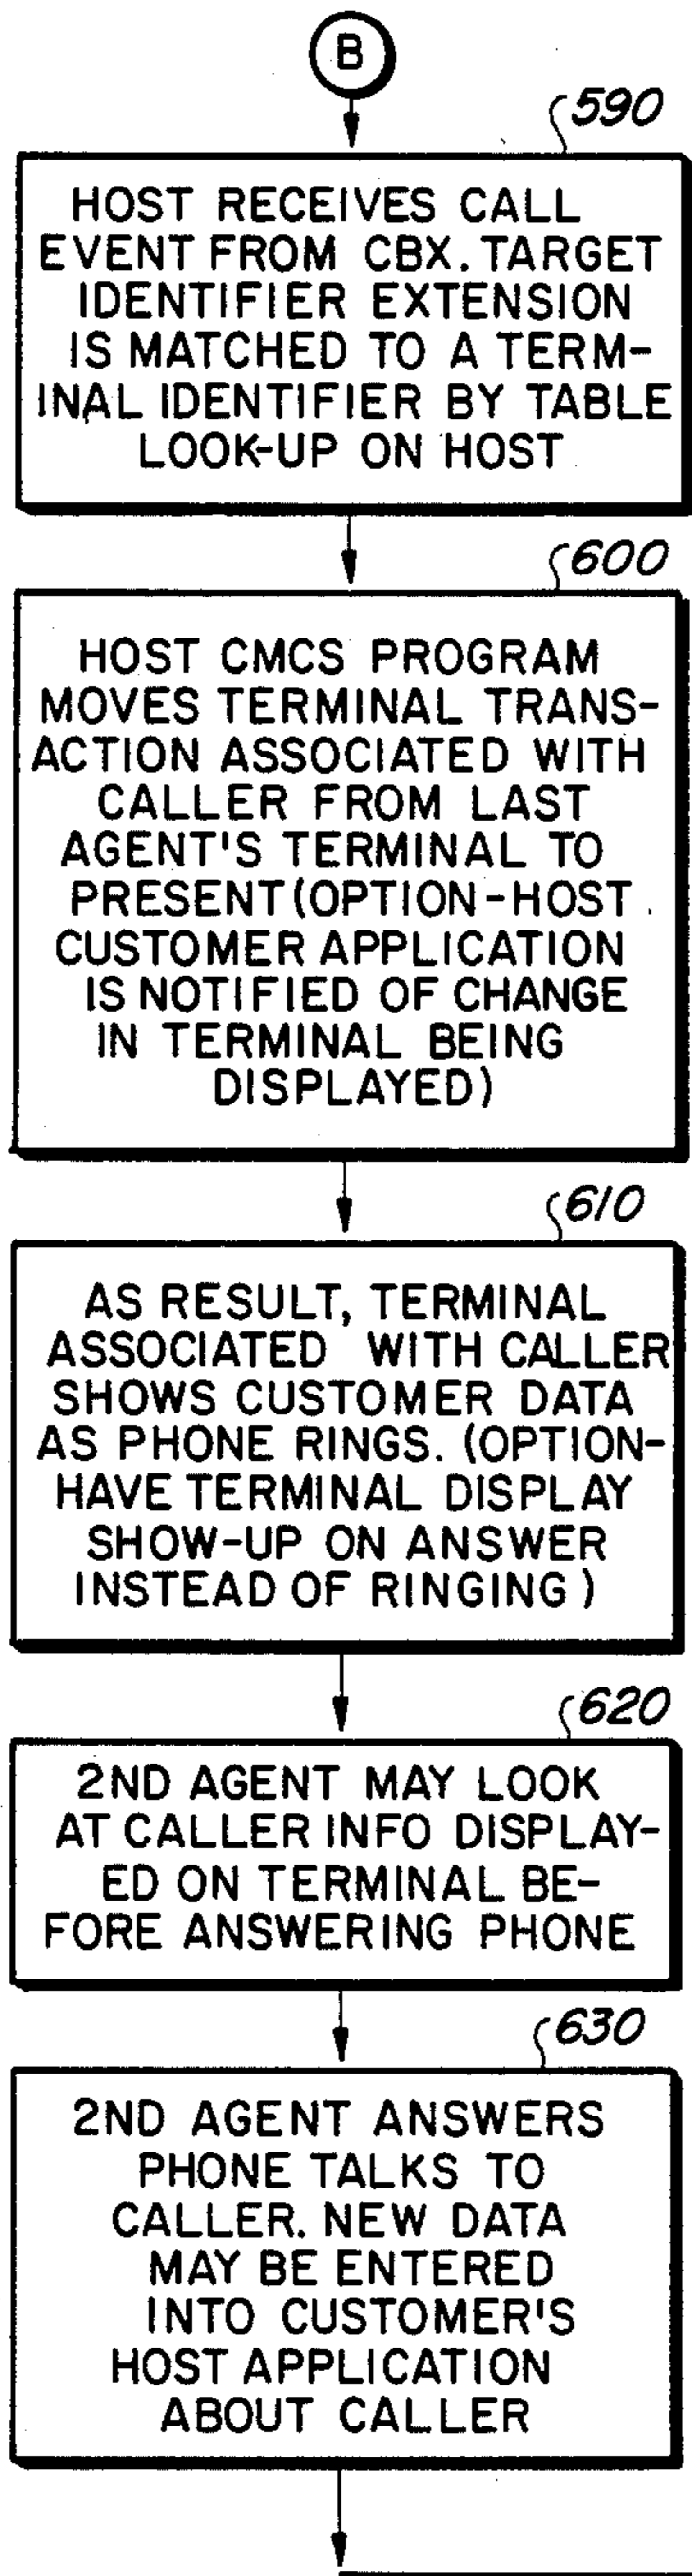 B
590
HOST RECEIVES CALL
EVENT FROM CBX. TARGET
IDENTIFIER EXTENSION
IS MATCHED TO A TERM-
INAL IDENTIFIER BY TABLE
LOOK-UP ON HOST
600
HOST CMCS PROGRAM
MOVES TERMINAL TRANS-
ACTION ASSOCIATED WITH
CALLER FROM LAST
AGENT'S TERMINAL TO
PRESENT (OPTION-HOST
CUSTOMER APPLICATION
IS NOTIFIED OF CHANGE
IN TERMINAL BEING
DISPLAYED)
610
AS RESULT, TERMINAL
ASSOCIATED WITH CALLER
SHOWS CUSTOMER DATA
AS PHONE RINGS. (OPTION-
HAVE TERMINAL DISPLAY
SHOW-UP ON ANSWER
INSTEAD OF RINGING)
620
2ND AGENT MAY LOOK
AT CALLER INFO DISPLAY-
ED ON TERMINAL BE-
FORE ANSWERING PHONE
630
2ND AGENT ANSWERS
PHONE TALKS TO
CALLER. NEW DATA
MAY BE ENTERED
INTO CUSTOMER'S
HOST APPLICATION
ABOUT CALLER